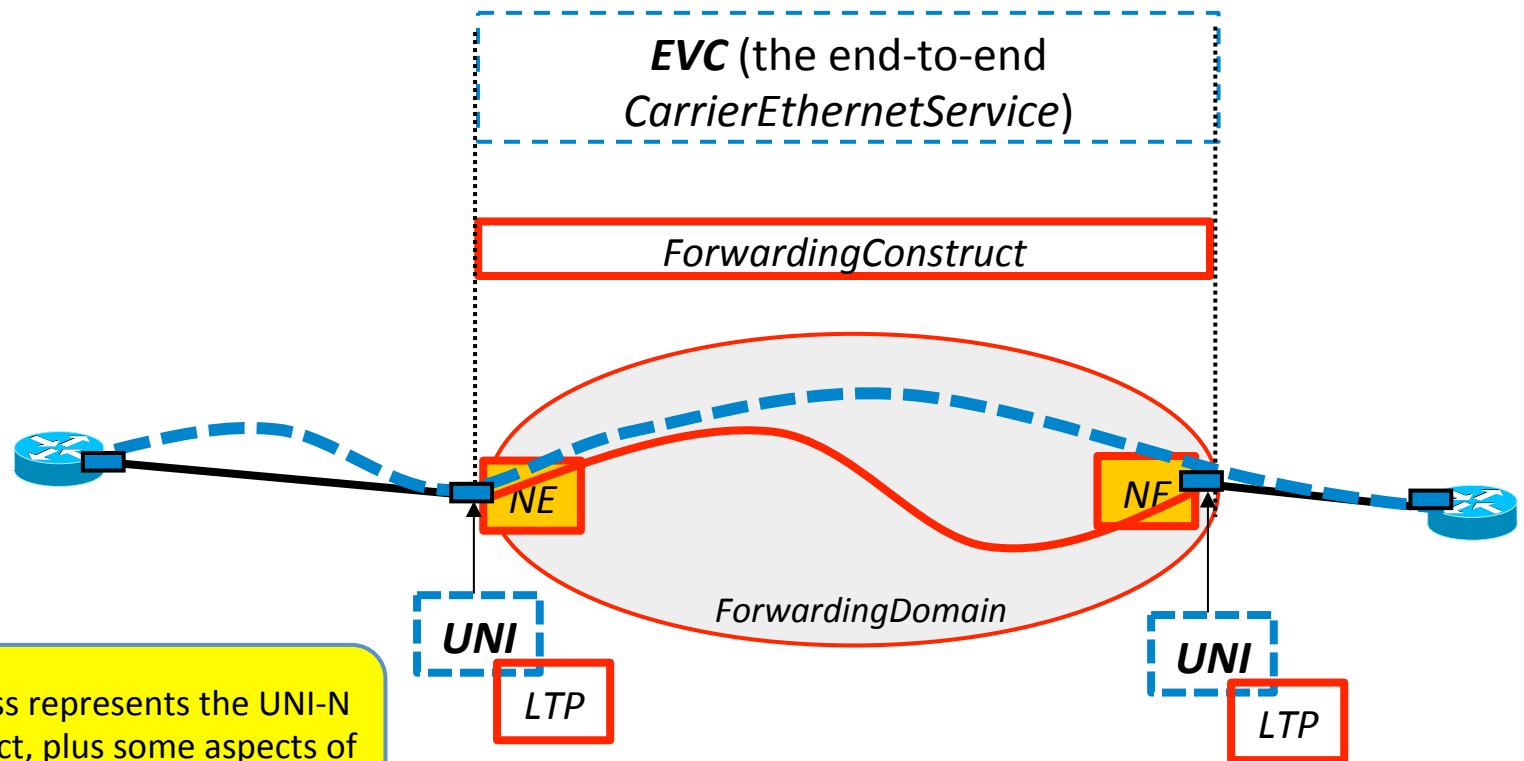 EVC (the end-to-end
CarrierEthernetService)
ForwardingConstruct
NE
NE
ForwardingDomain
UNI
LTP
UNI
LTP
ss represents the UNI-N
ct, plus some aspects of